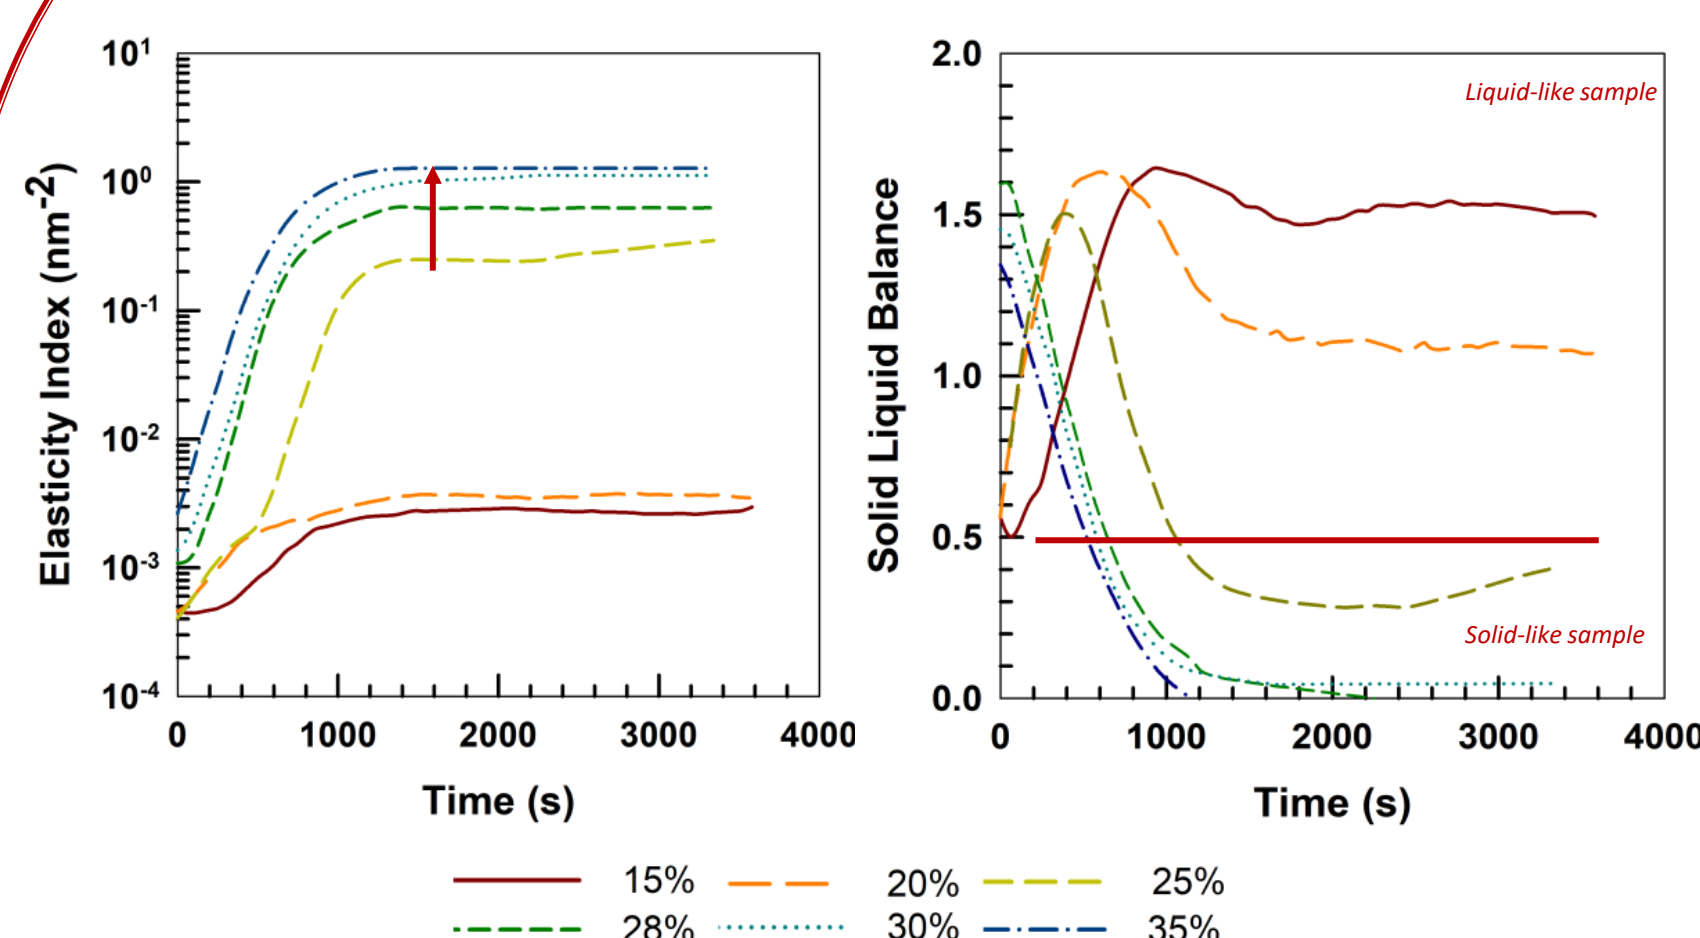 Elasticity Index (nm⁻²)
10¹
10⁰
10⁻¹
10⁻²
10⁻³
10⁻⁴
0 1000 2000 3000 4000
Time (s)
Solid Liquid Balance
2.0
1.5
1.0
0.5
0.0
Liquid-like sample
Solid-like sample
0 1000 2000 3000 4000
Time (s)
15% 20% 25%
28% 30% 35%